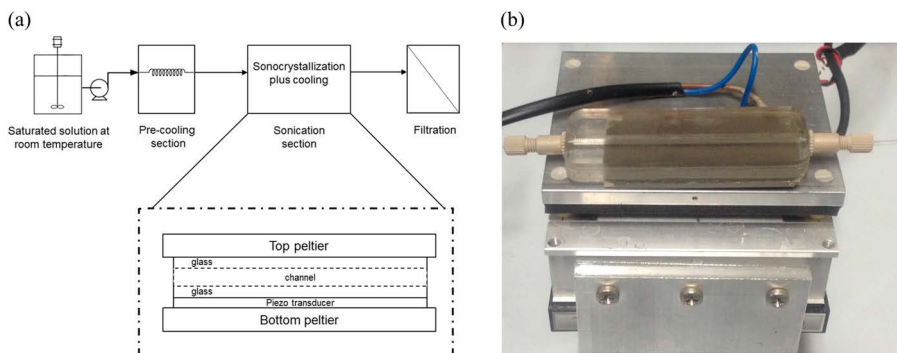 (a)
(b)
Saturated solution at
room temperature
Pre-cooling
section
Sonocrystallization
plus cooling
Sonication
section
Filtration
Top peltier
glass
channel
glass
Piezo transducer
Bottom peltier